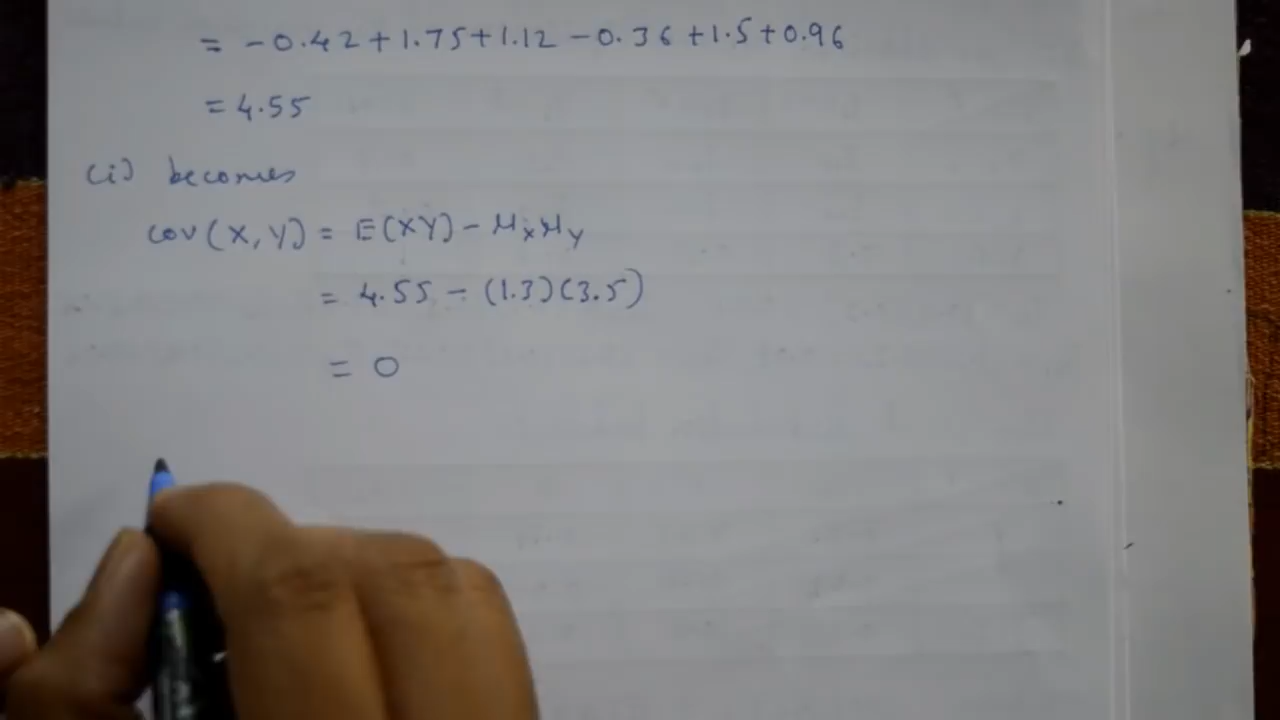 = -0.42+1.75+1.12-0.36+1.5+0.96
= 4.55
(i) becomes
cov(X,Y) = E(XY) - μₓμᵧ
= 4.55 - (1.3)(3.5)
= 0